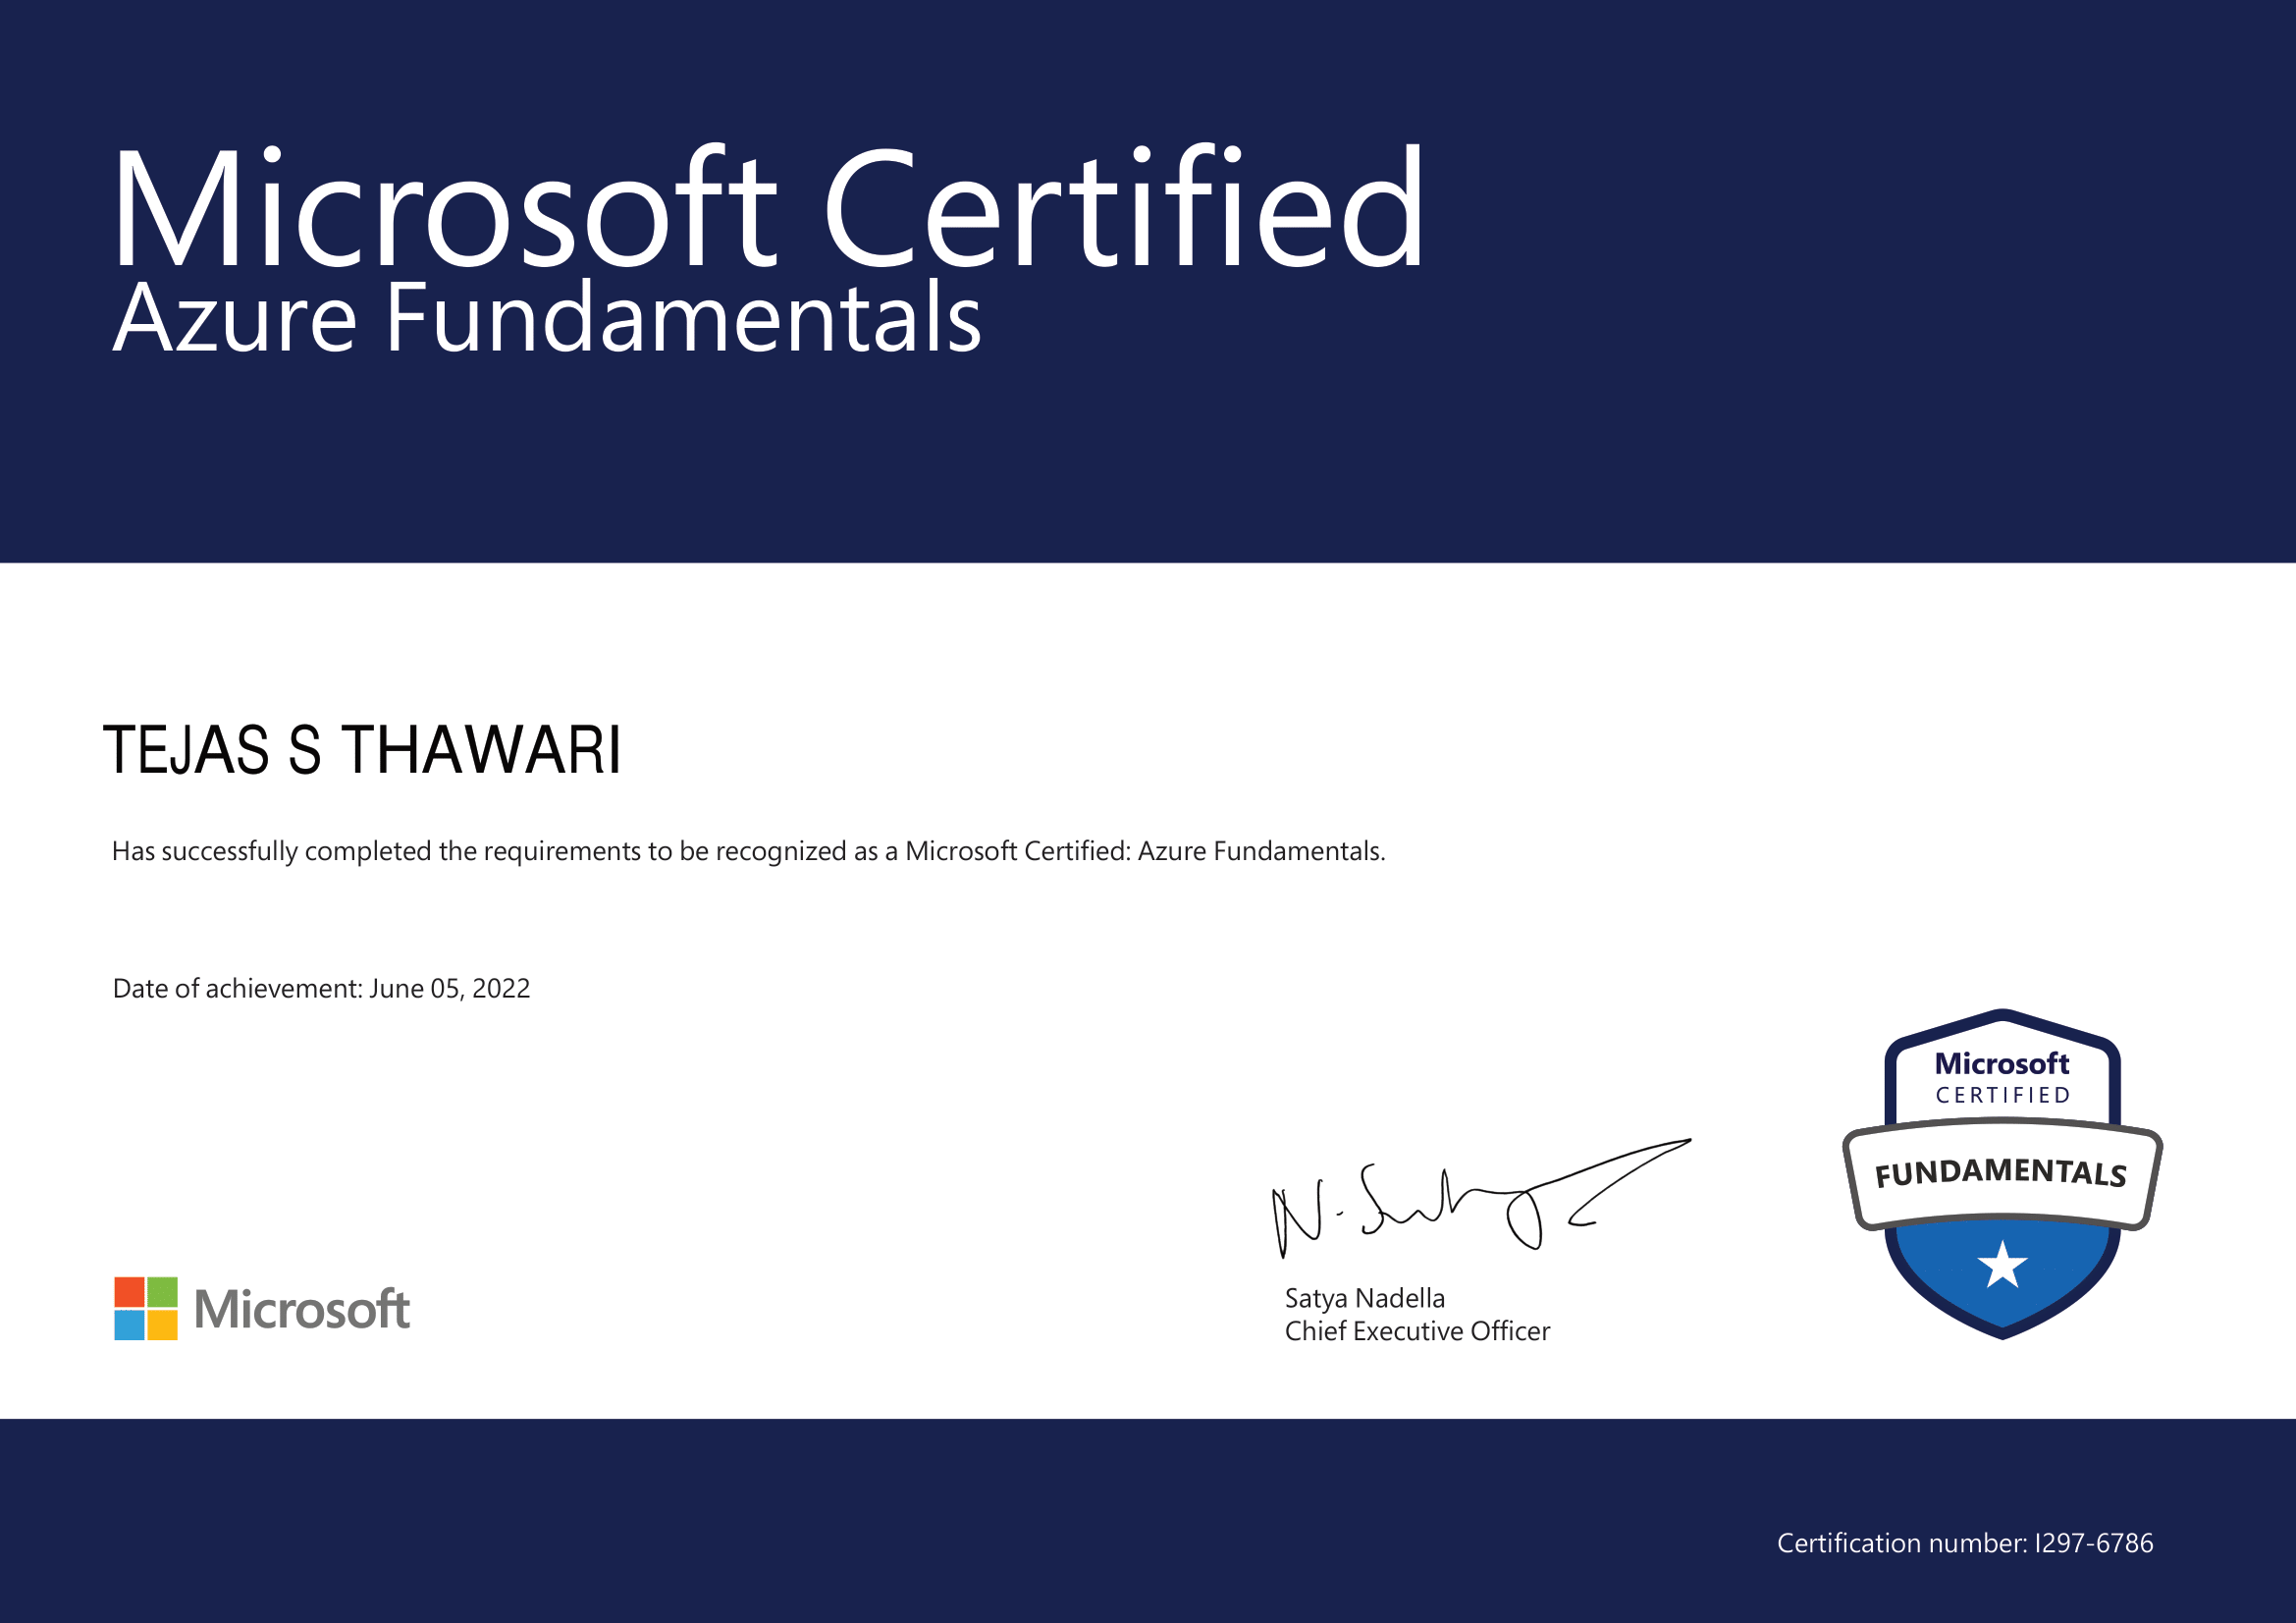 Microsoft Certified
Azure Fundamentals
TEJAS S THAWARI
Has successfully completed the requirements to be recognized as a Microsoft Certified: Azure Fundamentals.
Date of achievement: June 05, 2022
Microsoft
CERTIFIED
FUNDAMENTALS
N. Satya
Satya Nadella
Chief Executive Officer
Microsoft
Certification number: I297-6786